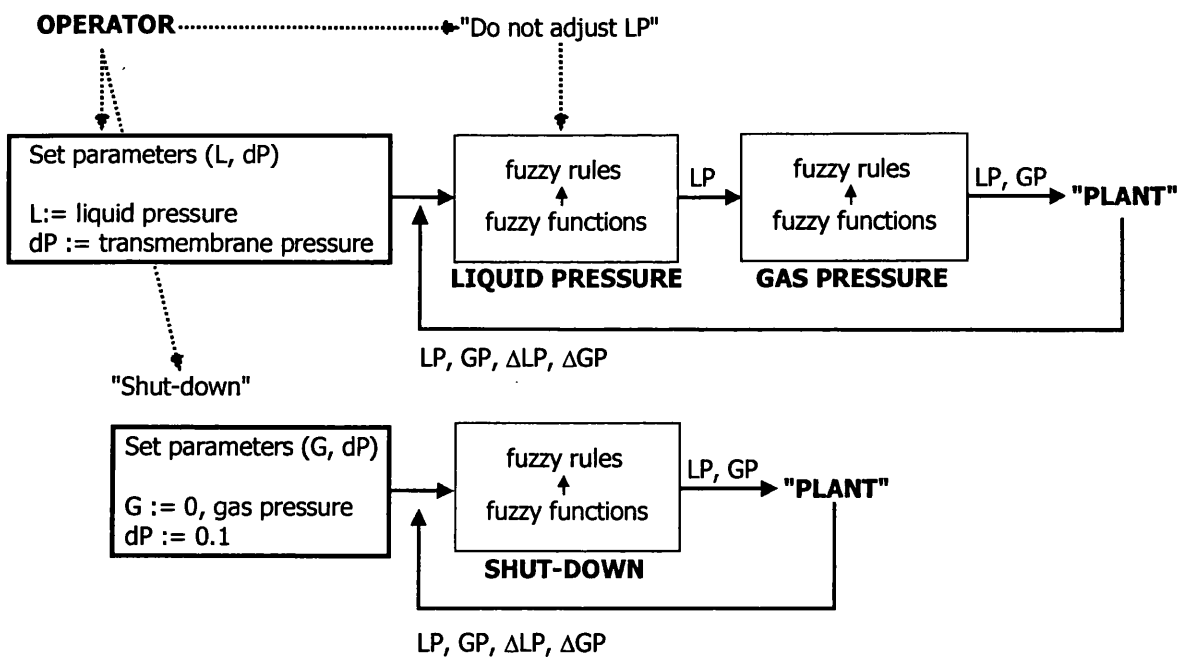 OPERATOR
"Do not adjust LP"
Set parameters (L, dP)
L:= liquid pressure
dP := transmembrane pressure
fuzzy rules
fuzzy functions
LIQUID PRESSURE
LP
fuzzy rules
fuzzy functions
GAS PRESSURE
LP, GP
"PLANT"
LP, GP, ΔLP, ΔGP
"Shut-down"
Set parameters (G, dP)
G := 0, gas pressure
dP := 0.1
fuzzy rules
fuzzy functions
SHUT-DOWN
LP, GP
"PLANT"
LP, GP, ΔLP, ΔGP